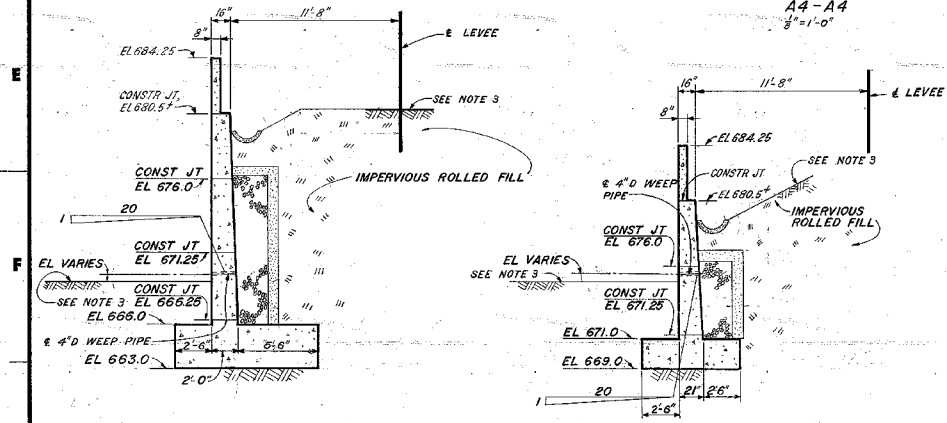 A4-A4
1/8"=1'-0"
E
F
16"
11'-8"
8"
EL 684.25
℄ LEVEE
CONSTR JT,
EL 680.5±
SEE NOTE 3
CONST JT
EL 676.0
IMPERVIOUS ROLLED FILL
20
1
CONST JT
EL 671.25
EL VARIES
SEE NOTE 3
CONST JT
EL 666.25
EL 666.0
℄ 4"D WEEP PIPE
2'-6"
EL 663.0
2'-0"
16"
11'-8"
8"
℄ LEVEE
EL 684.25
SEE NOTE 3
℄ 4"D WEEP
PIPE
CONSTR JT
EL 680.5±
IMPERVIOUS
ROLLED FILL
CONST JT
EL 676.0
EL VARIES
SEE NOTE 3
CONST JT
EL 671.25
EL 671.0
EL 669.0
20
1
21"
2'6"
2'-6"